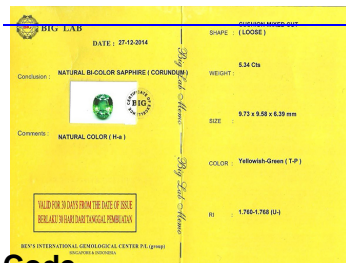 BIG LAB
DATE : 27-12-2014
Conclusion : NATURAL BI-COLOR SAPPHIRE ( CORUNDUM )
BIG
Comments : NATURAL COLOR ( H-a )
VALID FOR 30 DAYS FROM THE DATE OF ISSUE
BERLAKU 30 HARI DARI TANGGAL PEMBUATAN
BEN'S INTERNATIONAL GEMOLOGICAL CENTER P/L (group)
SINGAPORE & INDONESIA
Big Lab Memo
Big Lab Memo
CUSHION MIXED CUT
SHAPE : ( LOOSE )
WEIGHT : 5.34 Cts
SIZE : 9.73 x 9.58 x 6.39 mm
COLOR : Yellowish-Green ( T-P )
RI : 1.760-1.768 (U-)